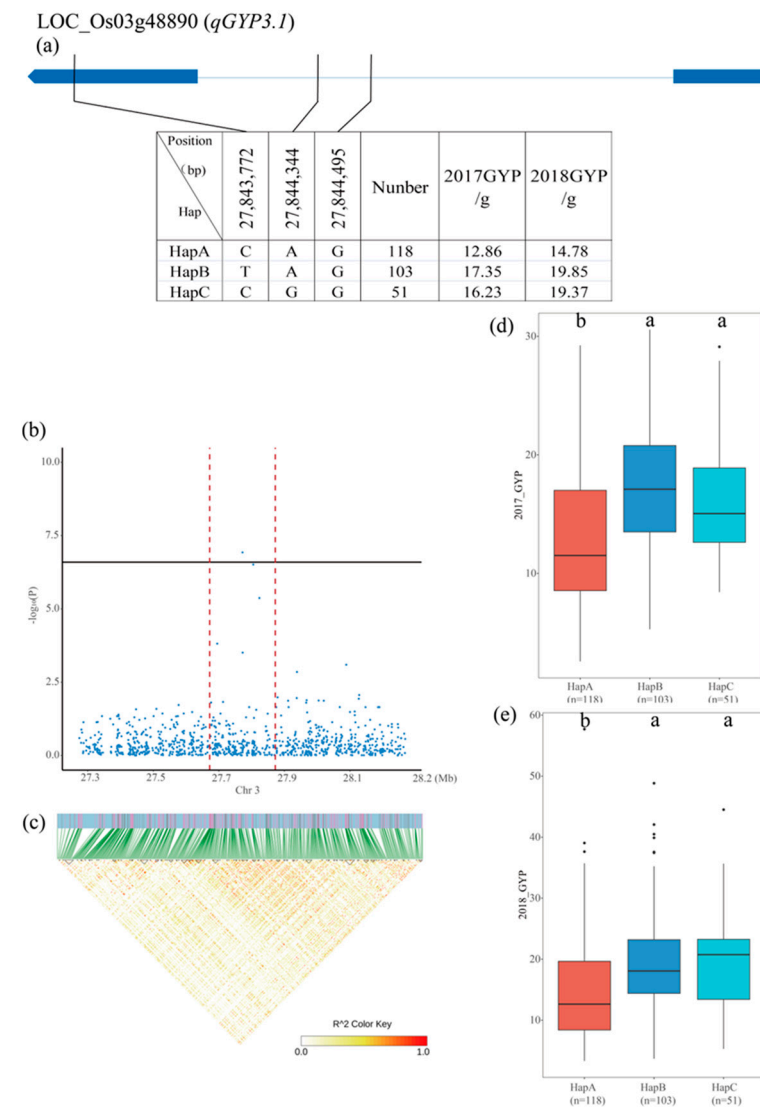 LOC_Os03g48890 (qGYP3.1)
(a)
Position
(bp)
Hap
27,843,772
27,844,344
27,844,495
Nunber
2017GYP
/g
2018GYP
/g
HapA C A G 118 12.86 14.78
HapB T A G 103 17.35 19.85
HapC C G G 51 16.23 19.37
(b)
10.0
7.5
5.0
2.5
0.0
-log₁₀(P)
27.3 27.5 27.7 27.9 28.1 28.2 (Mb)
Chr 3
(c)
R^2 Color Key
0.0 1.0
(d)
b a a
30
20
10
2017_GYP
HapA HapB HapC
(n=118) (n=103) (n=51)
(e)
b a a
60
50
40
30
20
10
2018_GYP
HapA HapB HapC
(n=118) (n=103) (n=51)